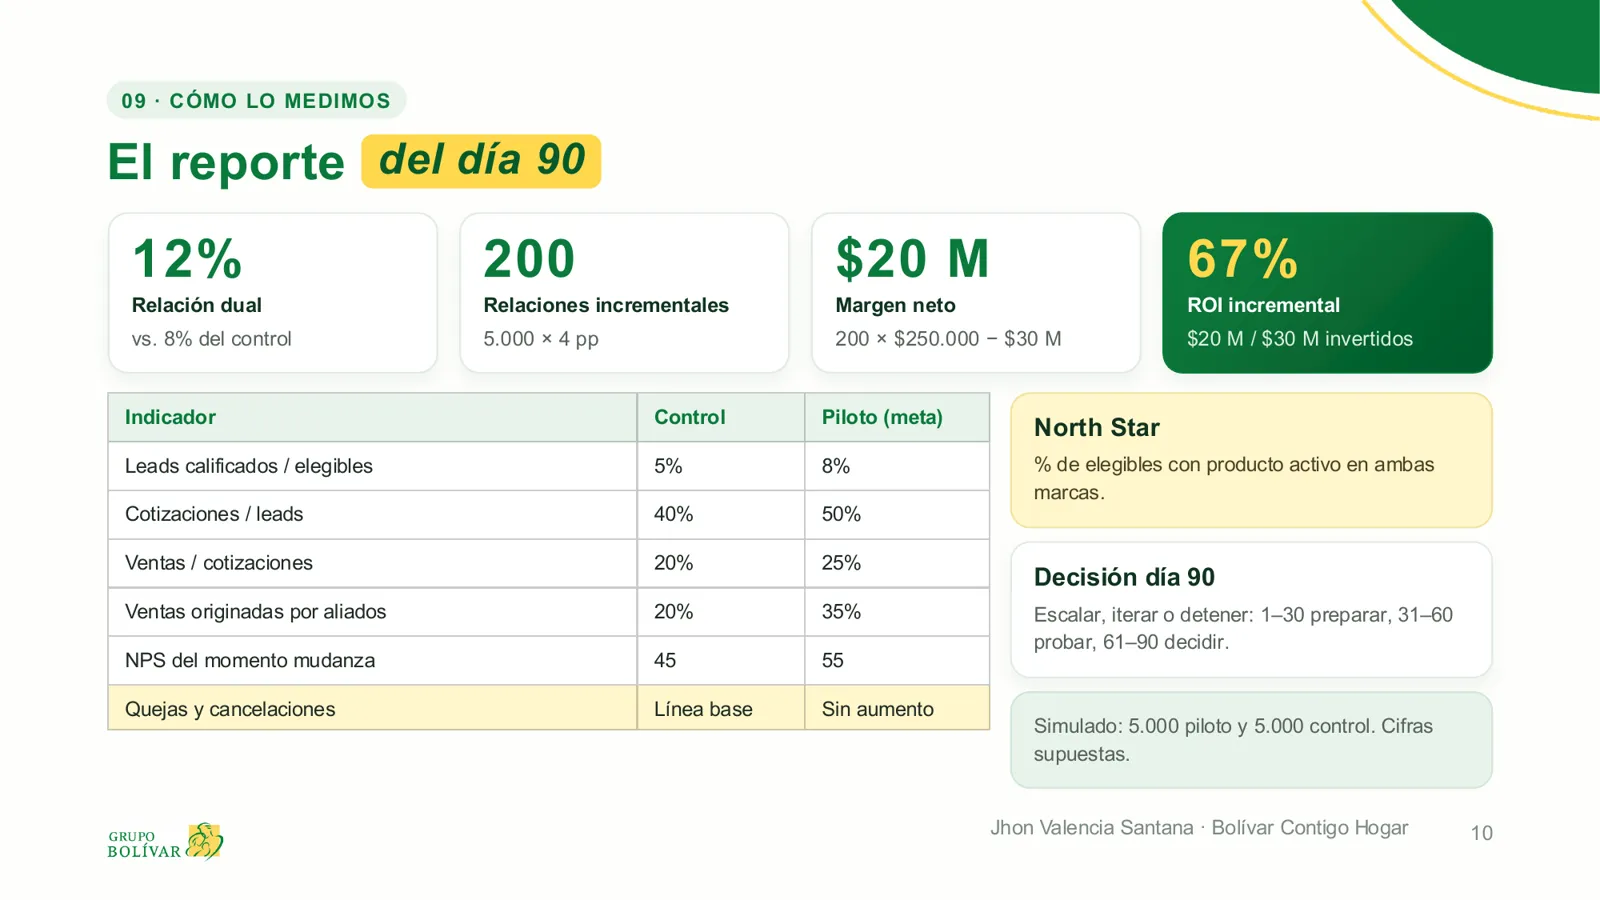 09 · CÓMO LO MEDIMOS
El reporte del día 90
12%
Relación dual
vs. 8% del control
200
Relaciones incrementales
5.000 × 4 pp
$20 M
Margen neto
200 × $250.000 − $30 M
67%
ROI incremental
$20 M / $30 M invertidos
Indicador Control Piloto (meta)
Leads calificados / elegibles 5% 8%
Cotizaciones / leads 40% 50%
Ventas / cotizaciones 20% 25%
Ventas originadas por aliados 20% 35%
NPS del momento mudanza 45 55
Quejas y cancelaciones Línea base Sin aumento
North Star
% de elegibles con producto activo en ambas
marcas.
Decisión día 90
Escalar, iterar o detener: 1–30 preparar, 31–60
probar, 61–90 decidir.
Simulado: 5.000 piloto y 5.000 control. Cifras
supuestas.
GRUPO
BOLÍVAR
Jhon Valencia Santana · Bolívar Contigo Hogar
10